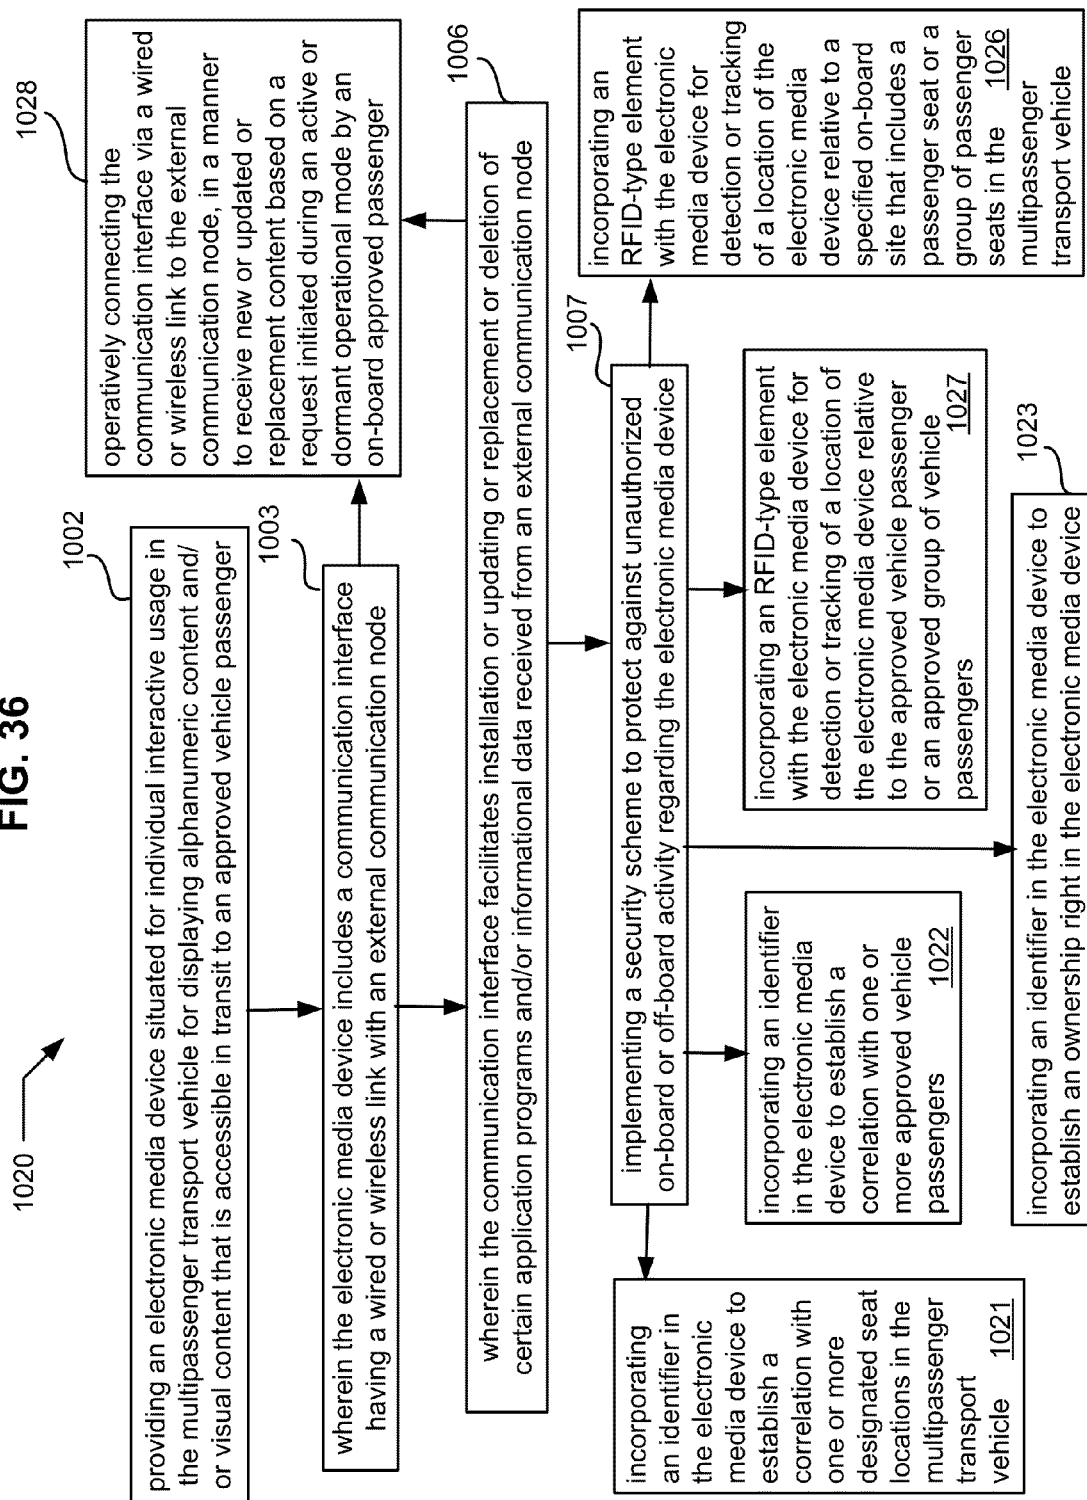 FIG. 36
1020
1002
providing an electronic media device situated for individual interactive usage in
the multipassenger transport vehicle for displaying alphanumeric content and/
or visual content that is accessible in transit to an approved vehicle passenger
1003
wherein the electronic media device includes a communication interface
having a wired or wireless link with an external communication node
1028
operatively connecting the
communication interface via a wired
or wireless link to the external
communication node, in a manner
to receive new or updated or
replacement content based on a
request initiated during an active or
dormant operational mode by an
on-board approved passenger
1006
wherein the communication interface facilitates installation or updating or replacement or deletion of
certain application programs and/or informational data received from an external communication node
1007
implementing a security scheme to protect against unauthorized
on-board or off-board activity regarding the electronic media device
incorporating
an identifier in
the electronic
media device to
establish a
correlation with
one or more
designated seat
locations in the
multipassenger
transport
vehicle 1021
incorporating an identifier
in the electronic media
device to establish a
correlation with one or
more approved vehicle
passengers 1022
incorporating an RFID-type element
with the electronic media device for
detection or tracking of a location of
the electronic media device relative
to the approved vehicle passenger
or an approved group of vehicle
passengers 1027
incorporating an
RFID-type element
with the electronic
media device for
detection or tracking
of a location of the
electronic media
device relative to a
specified on-board
site that includes a
passenger seat or a
group of passenger
seats in the 1026
multipassenger
transport vehicle
1023
incorporating an identifier in the electronic media device to
establish an ownership right in the electronic media device